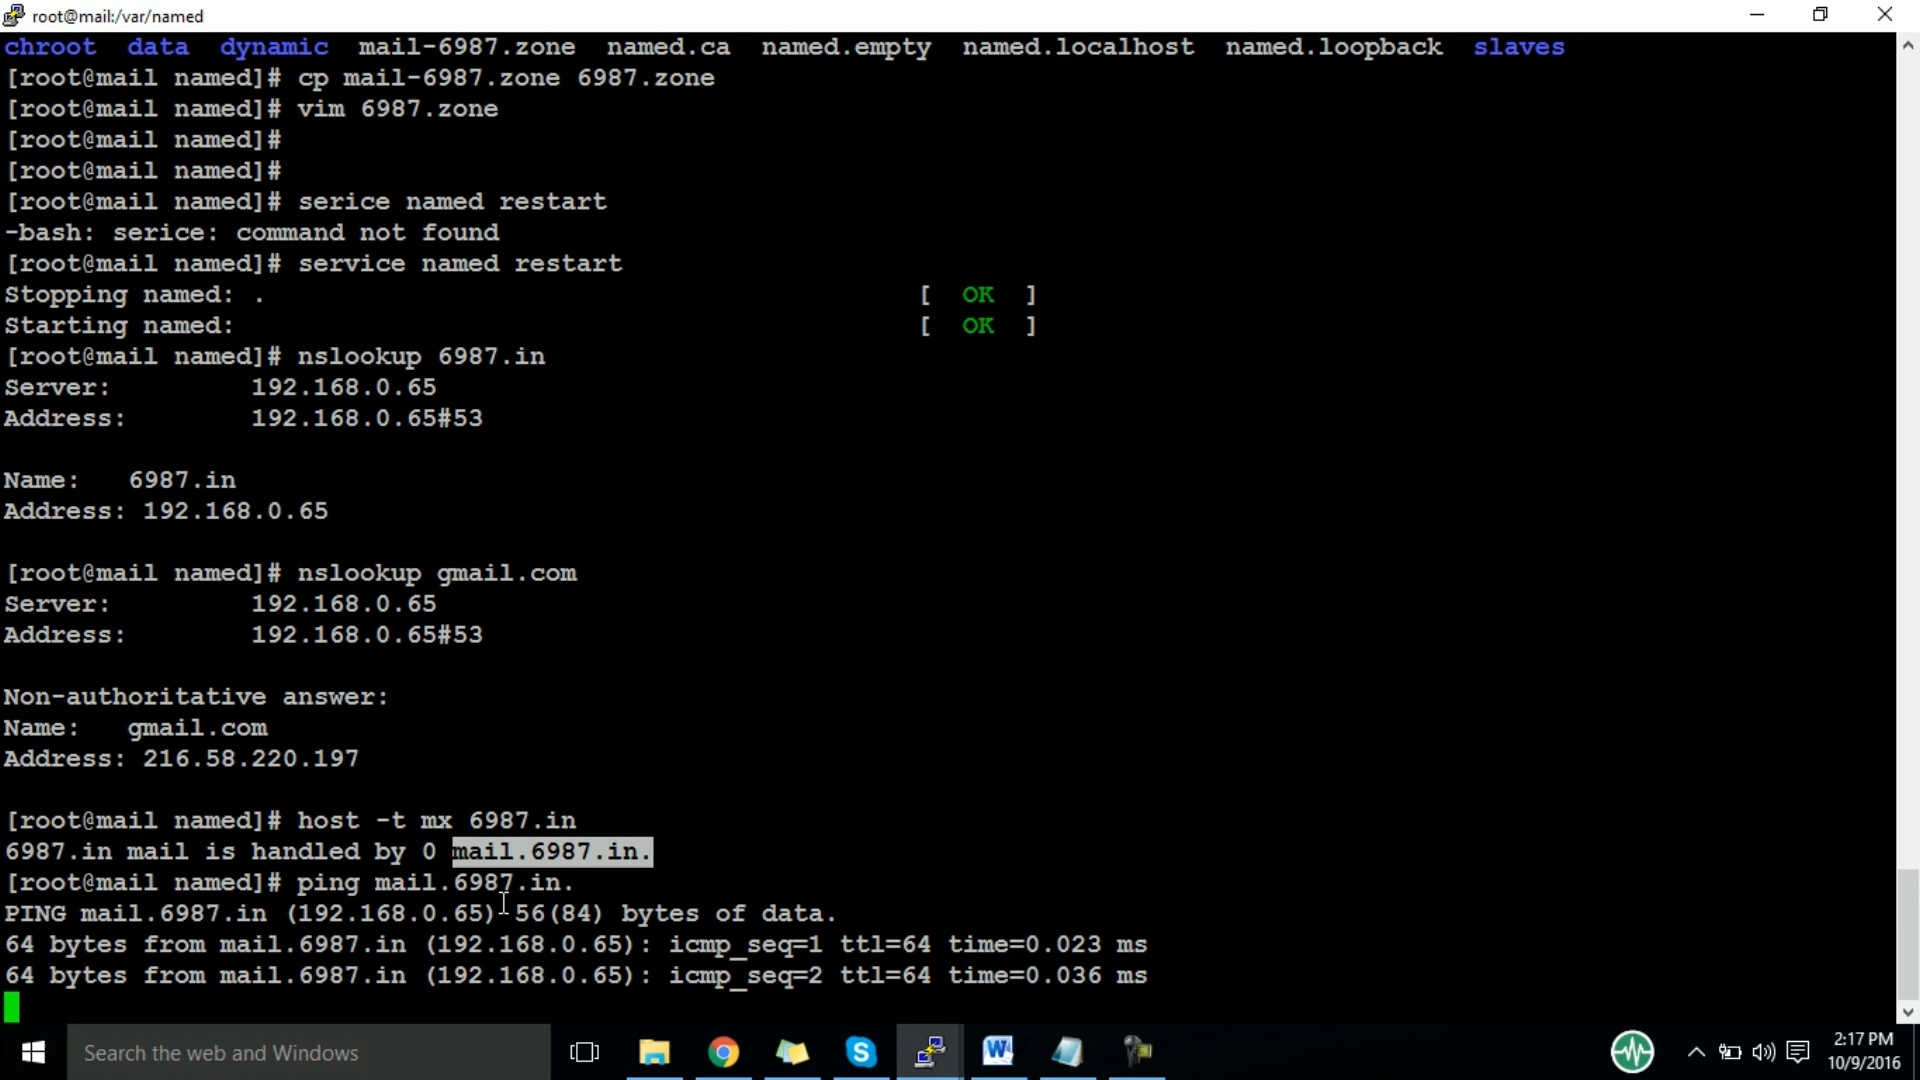 root@mail:/var/named
chroot  data  dynamic  mail-6987.zone  named.ca  named.empty  named.localhost  named.loopback  slaves
[root@mail named]# cp mail-6987.zone 6987.zone
[root@mail named]# vim 6987.zone
[root@mail named]#
[root@mail named]#
[root@mail named]# serice named restart
-bash: serice: command not found
[root@mail named]# service named restart
Stopping named: .                                          [  OK  ]
Starting named:                                            [  OK  ]
[root@mail named]# nslookup 6987.in
Server:         192.168.0.65
Address:        192.168.0.65#53
Name:   6987.in
Address: 192.168.0.65
[root@mail named]# nslookup gmail.com
Server:         192.168.0.65
Address:        192.168.0.65#53
Non-authoritative answer:
Name:   gmail.com
Address: 216.58.220.197
[root@mail named]# host -t mx 6987.in
6987.in mail is handled by 0 mail.6987.in.
[root@mail named]# ping mail.6987.in.
PING mail.6987.in (192.168.0.65) 56(84) bytes of data.
64 bytes from mail.6987.in (192.168.0.65): icmp_seq=1 ttl=64 time=0.023 ms
64 bytes from mail.6987.in (192.168.0.65): icmp_seq=2 ttl=64 time=0.036 ms
Search the web and Windows
2:17 PM
10/9/2016